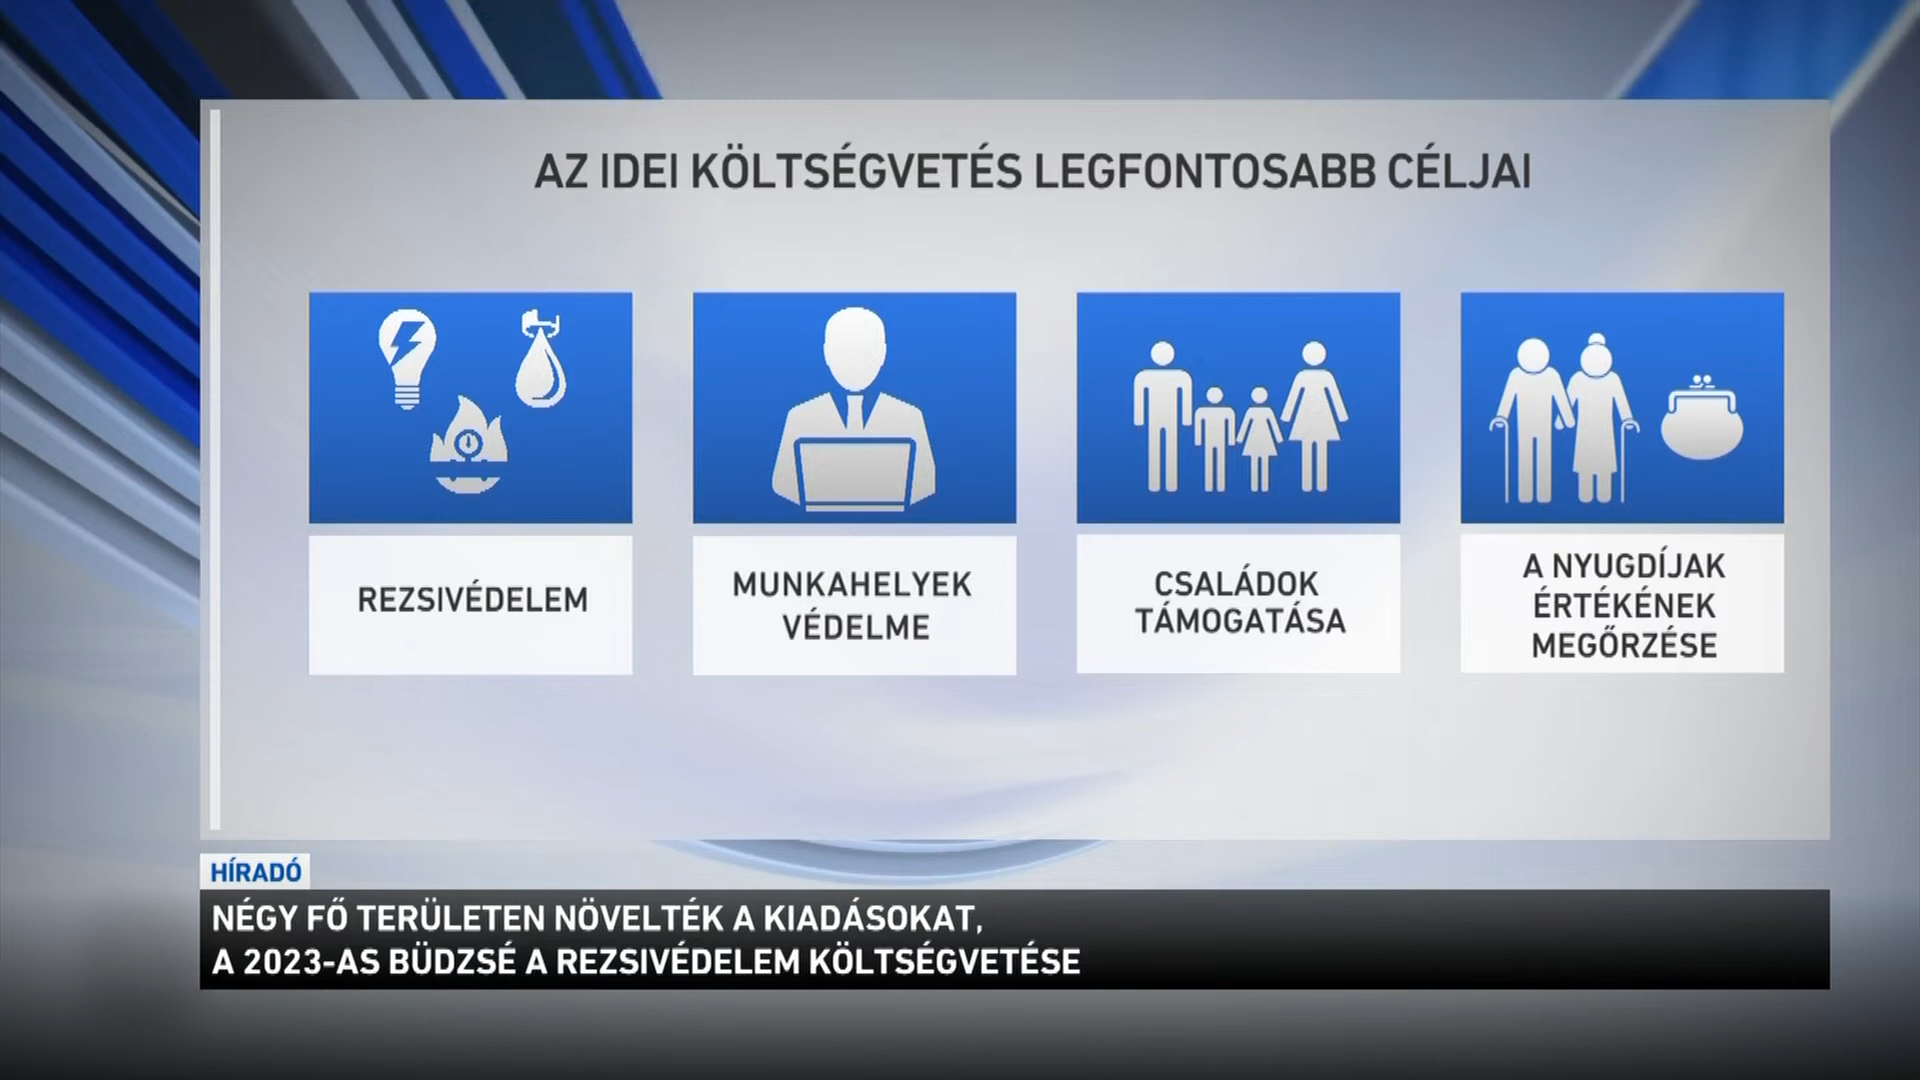 AZ IDEI KÖLTSÉGVETÉS LEGFONTOSABB CÉLJAI
REZSIVÉDELEM
MUNKAHELYEK
VÉDELME
CSALÁDOK
TÁMOGATÁSA
A NYUGDÍJAK
ÉRTÉKÉNEK
MEGŐRZÉSE
HÍRADÓ
NÉGY FŐ TERÜLETEN NÖVELTÉK A KIADÁSOKAT,
A 2023-AS BÜDZSÉ A REZSIVÉDELEM KÖLTSÉGVETÉSE